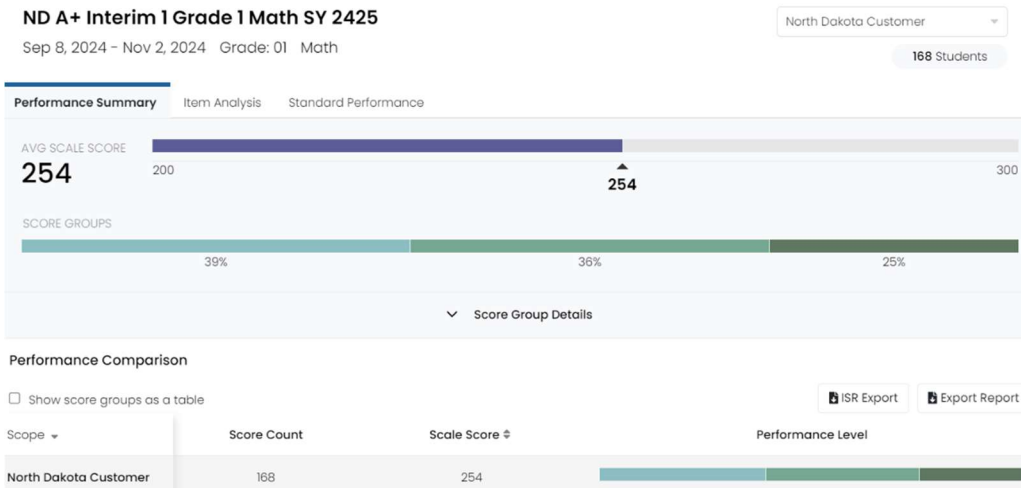 ND A+ Interim 1 Grade 1 Math SY 2425
North Dakota Customer
Sep 8, 2024 - Nov 2, 2024 Grade: 01 Math
168 Students
Performance Summary Item Analysis Standard Performance
AVG SCALE SCORE
254
200 300
254
SCORE GROUPS
39% 36% 25%
Score Group Details
Performance Comparison
Show score groups as a table
ISR Export Export Report
Scope Score Count Scale Score Performance Level
North Dakota Customer 168 254